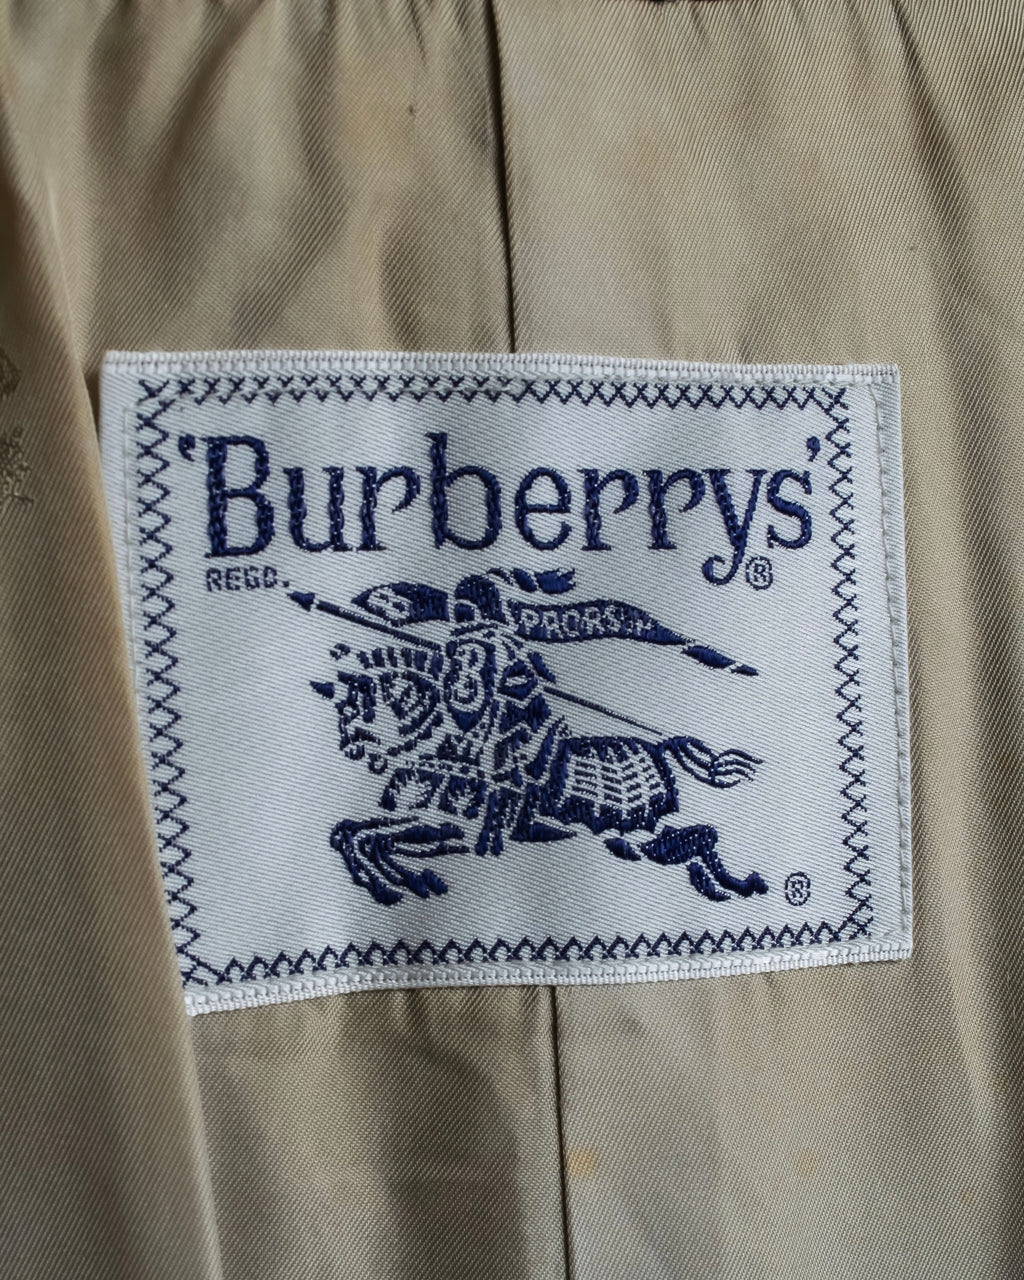 'Burberrys'®
REGD.
PRORSUM
B
®